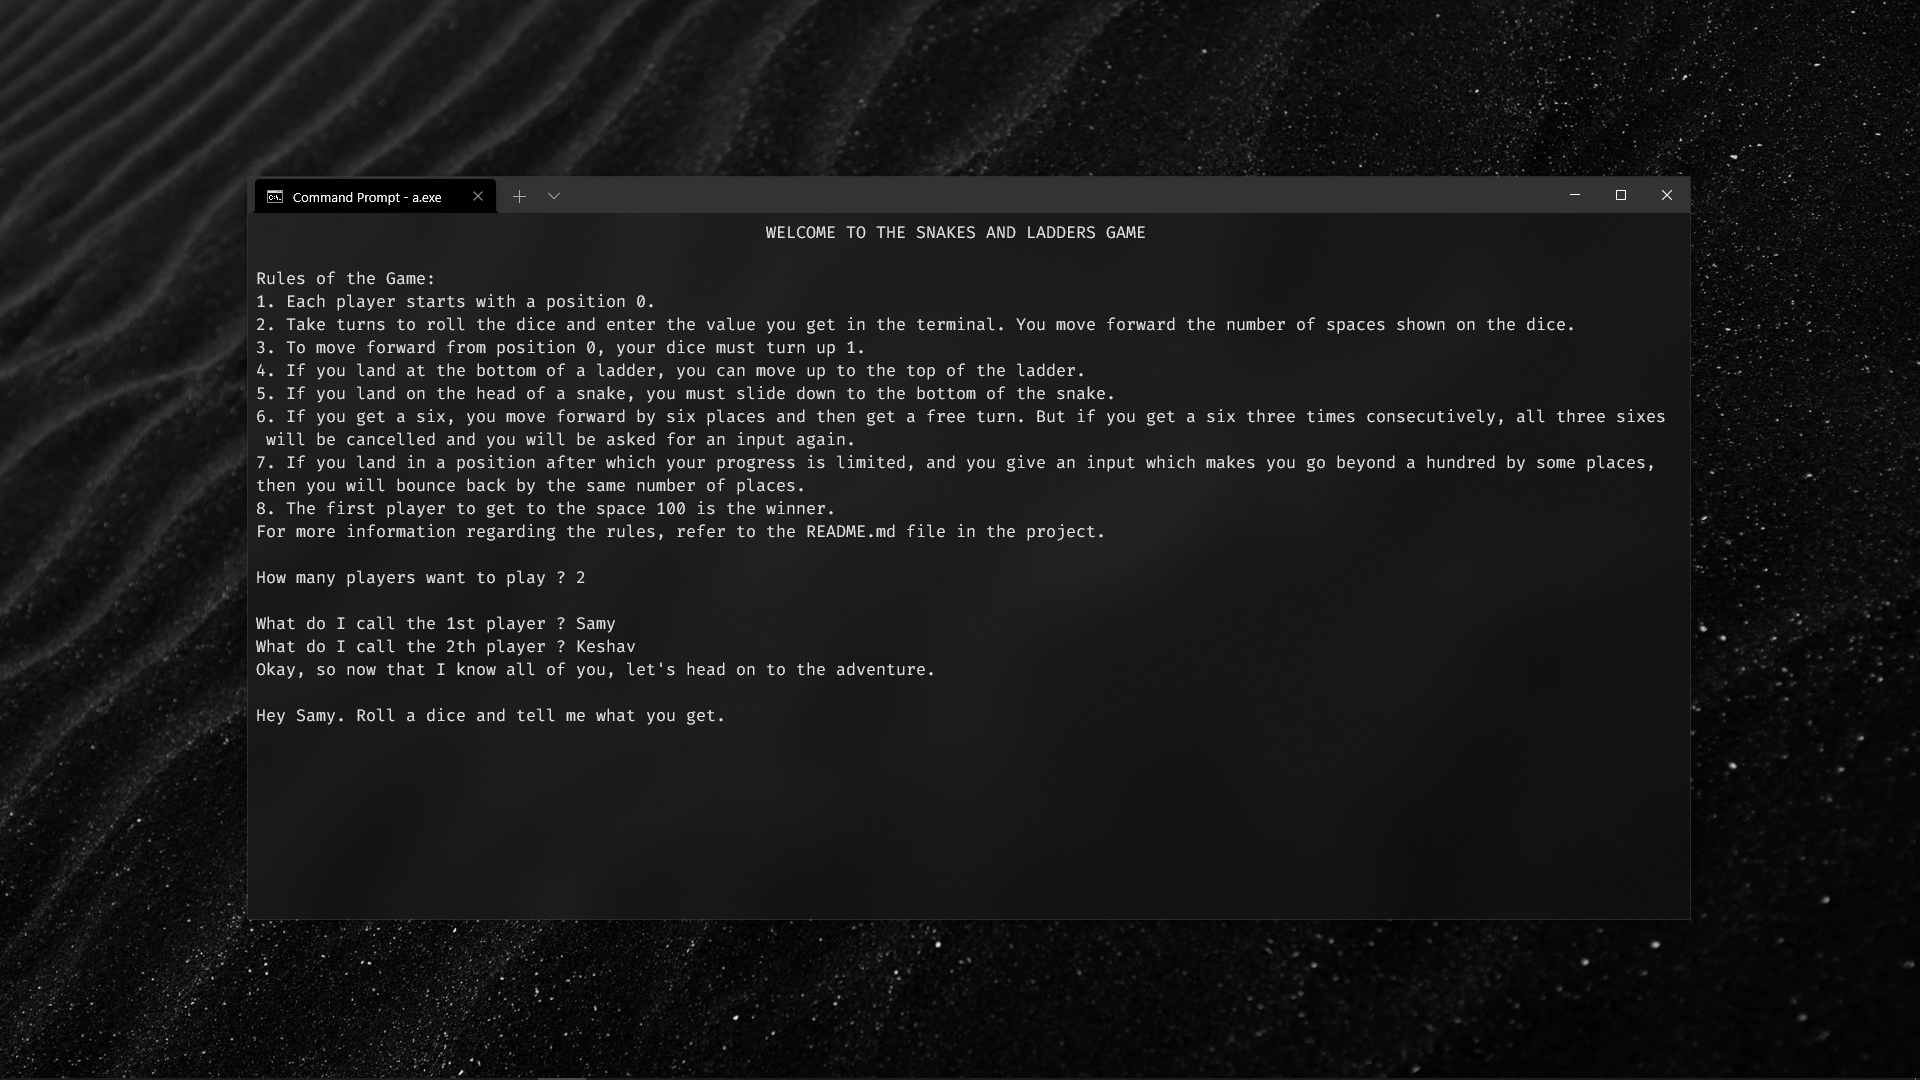 Command Prompt - a.exe
WELCOME TO THE SNAKES AND LADDERS GAME
Rules of the Game:
1. Each player starts with a position 0.
2. Take turns to roll the dice and enter the value you get in the terminal. You move forward the number of spaces shown on the dice.
3. To move forward from position 0, your dice must turn up 1.
4. If you land at the bottom of a ladder, you can move up to the top of the ladder.
5. If you land on the head of a snake, you must slide down to the bottom of the snake.
6. If you get a six, you move forward by six places and then get a free turn. But if you get a six three times consecutively, all three sixes
will be cancelled and you will be asked for an input again.
7. If you land in a position after which your progress is limited, and you give an input which makes you go beyond a hundred by some places,
then you will bounce back by the same number of places.
8. The first player to get to the space 100 is the winner.
For more information regarding the rules, refer to the README.md file in the project.
How many players want to play ? 2
What do I call the 1st player ? Samy
What do I call the 2th player ? Keshav
Okay, so now that I know all of you, let's head on to the adventure.
Hey Samy. Roll a dice and tell me what you get.